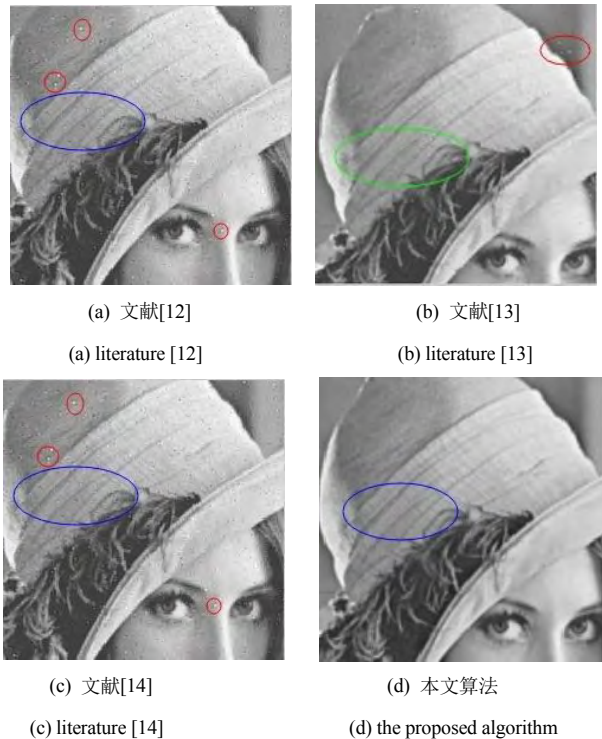 (a) 文献[12]
(b) 文献[13]
(a) literature [12]
(b) literature [13]
(c) 文献[14]
(d) 本文算法
(c) literature [14]
(d) the proposed algorithm